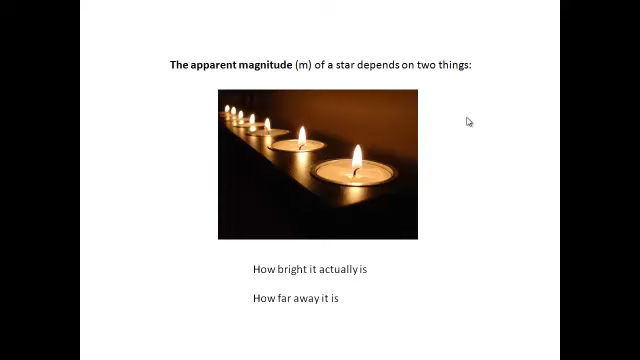 The apparent magnitude (m) of a star depends on two things:
How bright it actually is
How far away it is